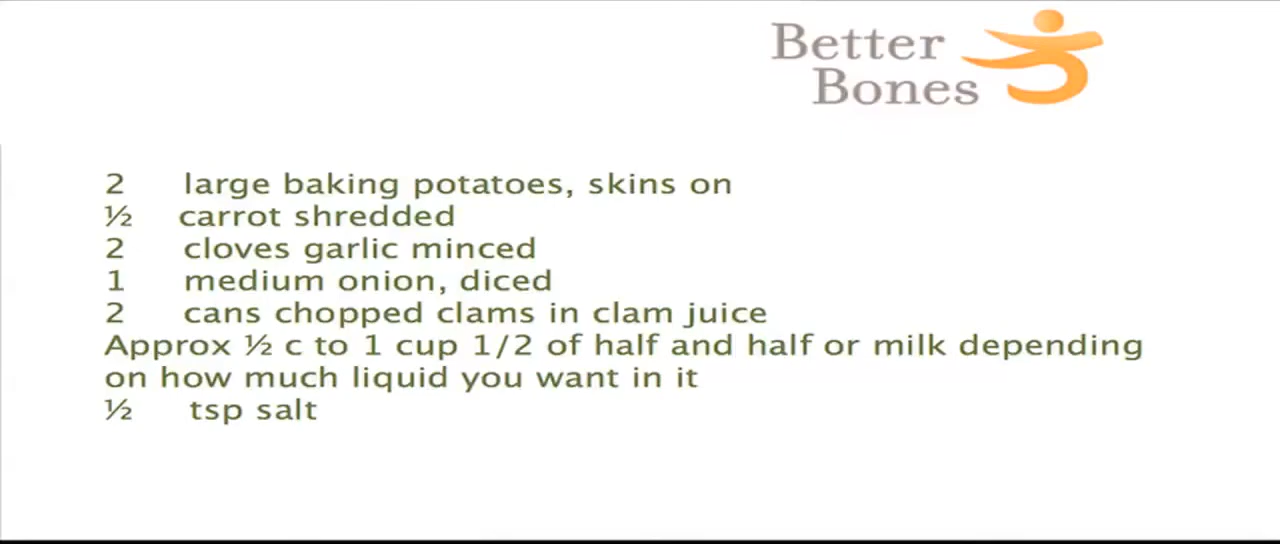 Better
Bones
2 large baking potatoes, skins on
½ carrot shredded
2 cloves garlic minced
1 medium onion, diced
2 cans chopped clams in clam juice
Approx ½ c to 1 cup 1/2 of half and half or milk depending
on how much liquid you want in it
½ tsp salt